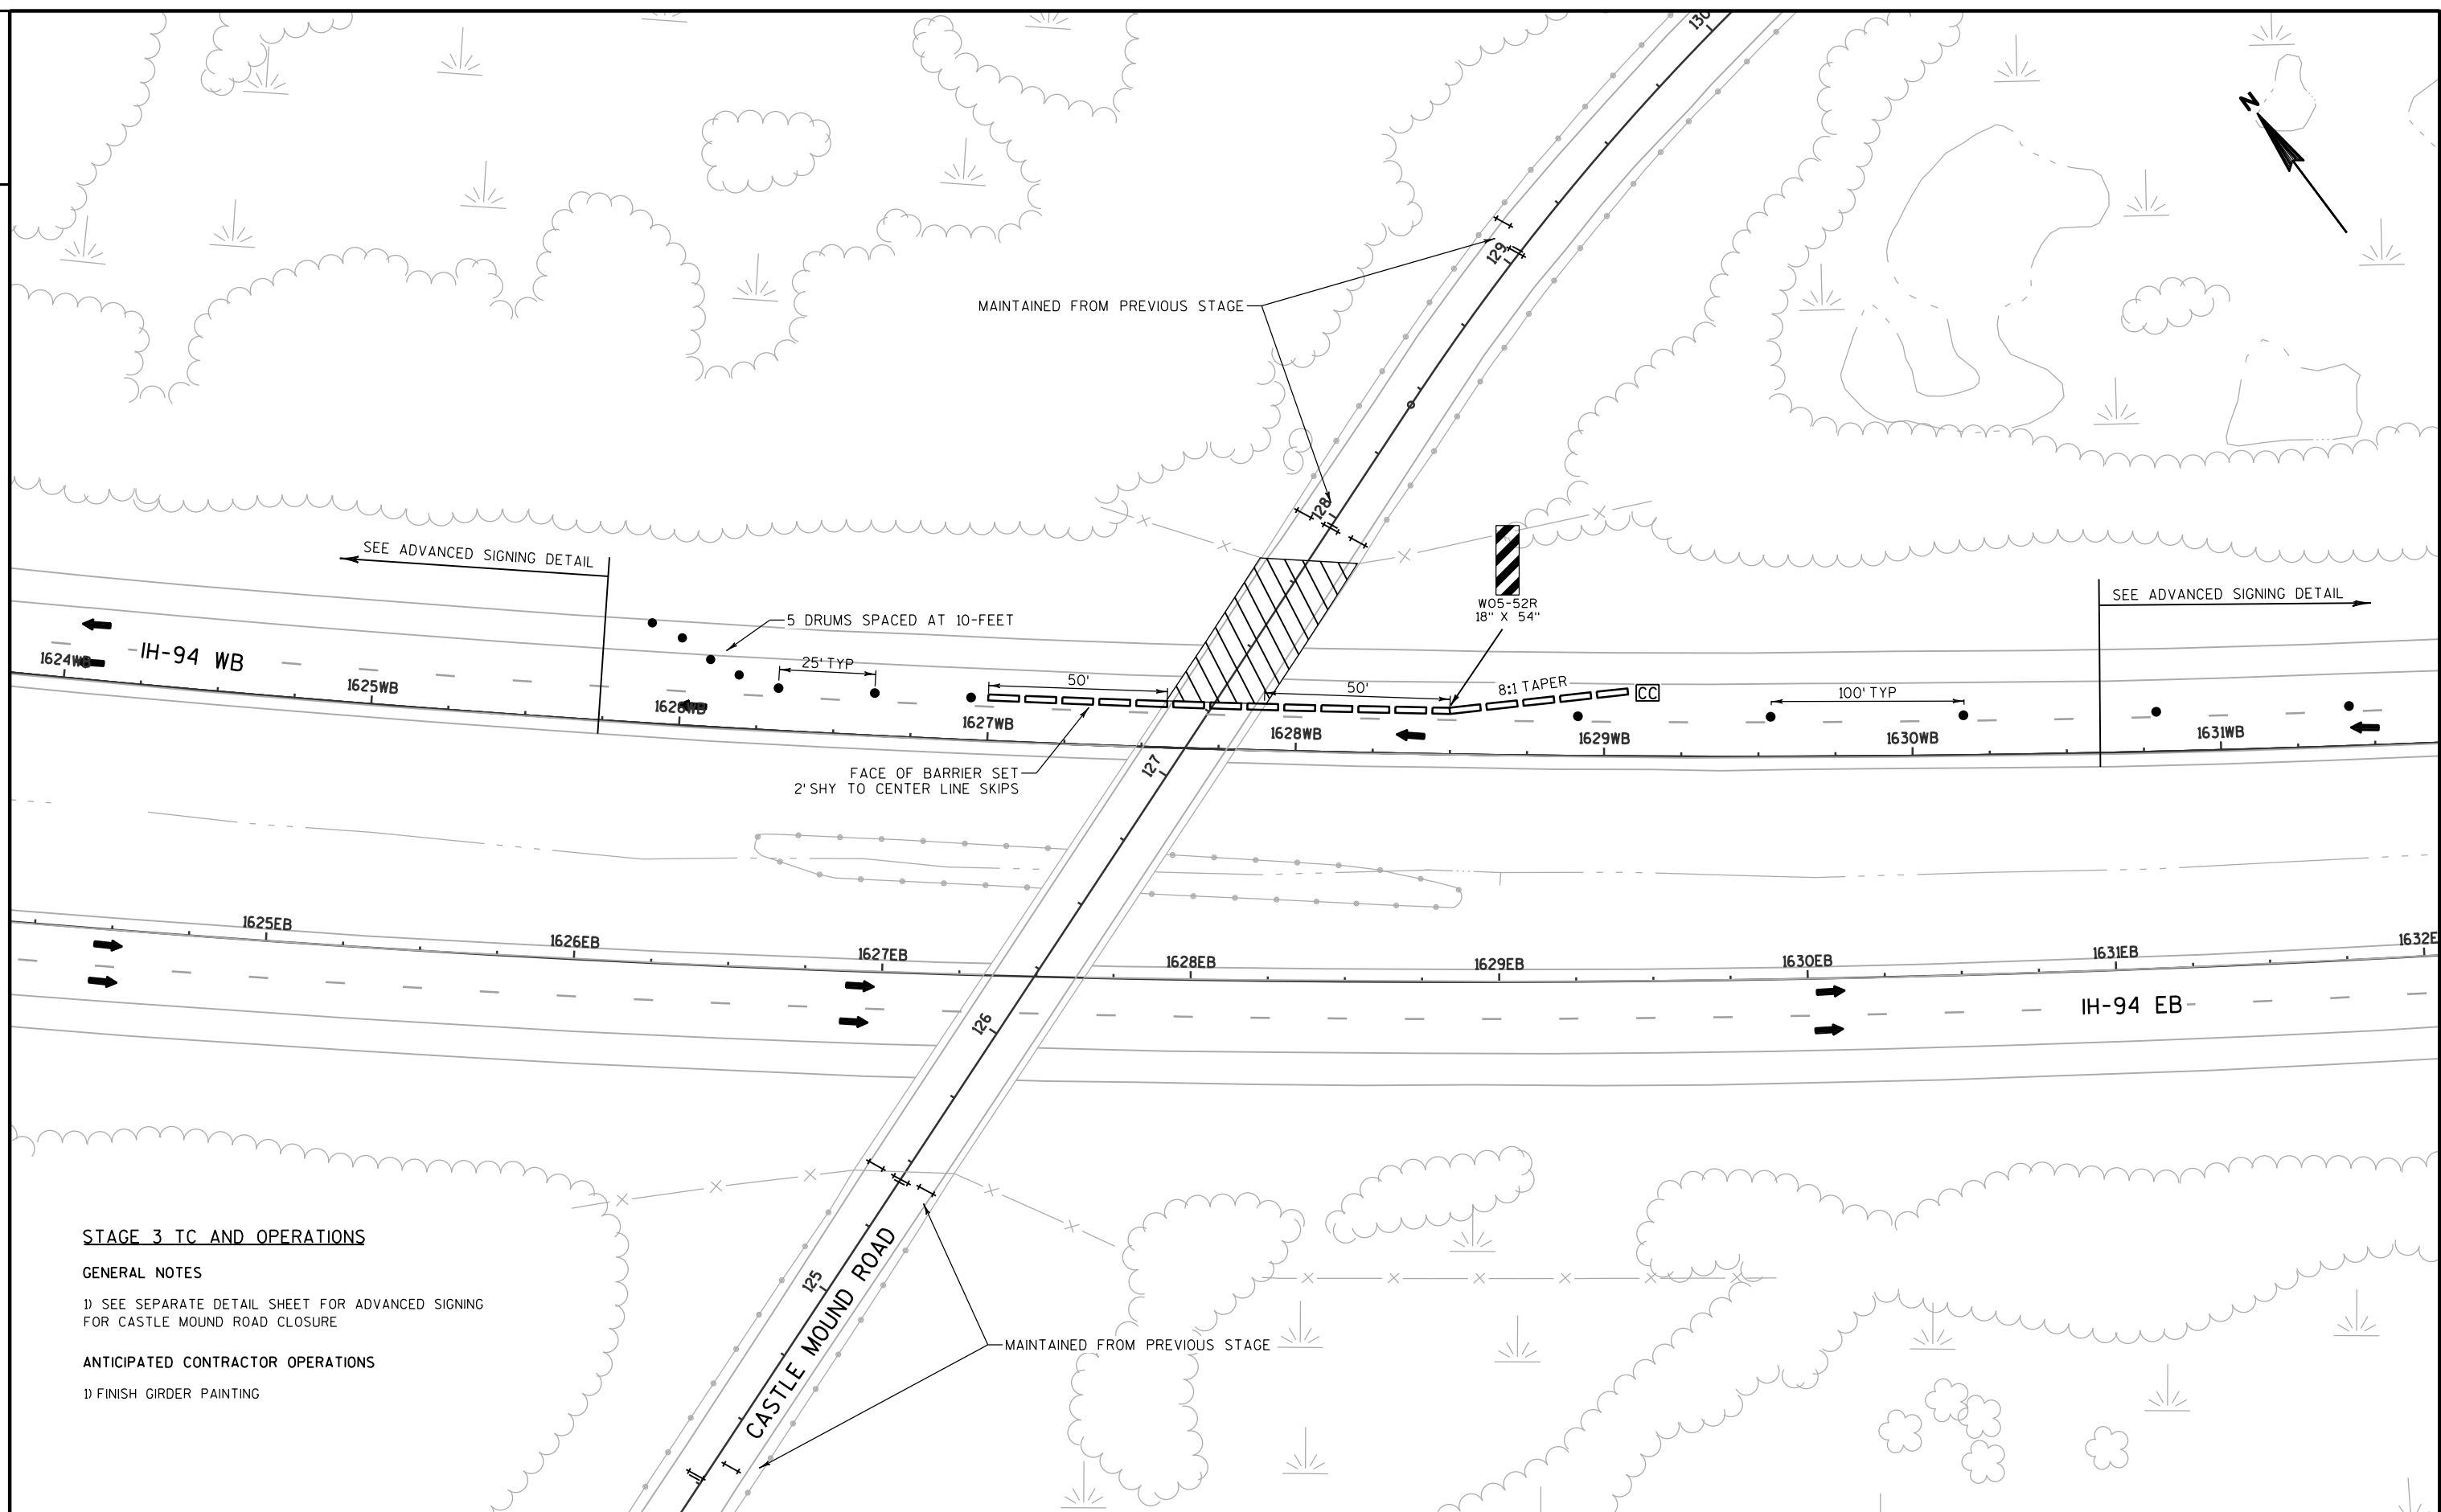 130
N
129
MAINTAINED FROM PREVIOUS STAGE
128
SEE ADVANCED SIGNING DETAIL
WO5-52R
18" X 54"
SEE ADVANCED SIGNING DETAIL
5 DRUMS SPACED AT 10-FEET
IH-94 WB
1624WB
25' TYP
50'
50'
8:1 TAPER
CC
100' TYP
1625WB
1626WB
1627WB
1628WB
1629WB
1630WB
1631WB
127
FACE OF BARRIER SET
2' SHY TO CENTER LINE SKIPS
1625EB
1626EB
1627EB
1628EB
1629EB
1630EB
1631EB
1632E
IH-94 EB
126
125
CASTLE MOUND ROAD
STAGE 3 TC AND OPERATIONS
GENERAL NOTES
1) SEE SEPARATE DETAIL SHEET FOR ADVANCED SIGNING
FOR CASTLE MOUND ROAD CLOSURE
MAINTAINED FROM PREVIOUS STAGE
ANTICIPATED CONTRACTOR OPERATIONS
1) FINISH GIRDER PAINTING